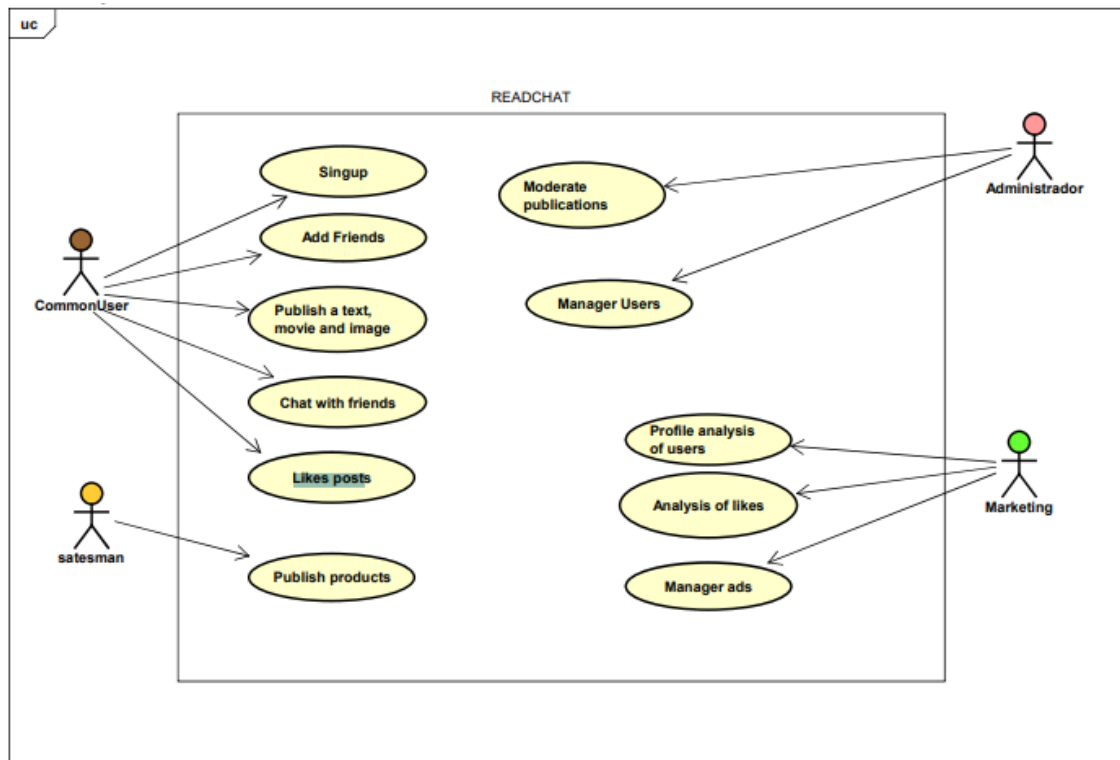 uc
READCHAT
Singup
Add Friends
Publish a text,
movie and image
Chat with friends
Likes posts
Publish products
Moderate
publications
Manager Users
Profile analysis
of users
Analysis of likes
Manager ads
CommonUser
satesman
Administrador
Marketing